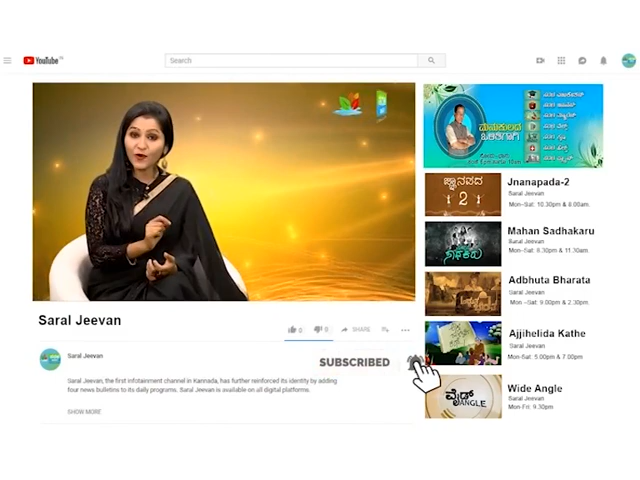 YouTube IN
Search
Saral Jeevan
0
0
SHARE
Saral Jeevan
SUBSCRIBED
Saral Jeevan, the first infotainment channel in Kannada, has further reinforced its identity by adding
four news bulletins to its daily programs. Saral Jeevan is available on all digital platforms.
SHOW MORE
ಜ್ಞಾನಪದ
2
Jnanapada-2
Saral Jeevan
Mon-Sat: 10.30pm & 8.00am.
Mahan Sadhakaru
Saral Jeevan
Mon-Sat: 8.30pm & 11.30am.
Adbhuta Bharata
Saral Jeevan
Mon –Sat: 9.00pm & 2.30pm.
Ajjihelida Kathe
Saral Jeevan
Mon-Sat: 5.00pm & 7.00pm
ವೈಡ್
ANGLE
Wide Angle
Saral Jeevan
Mon-Fri: 9.30pm